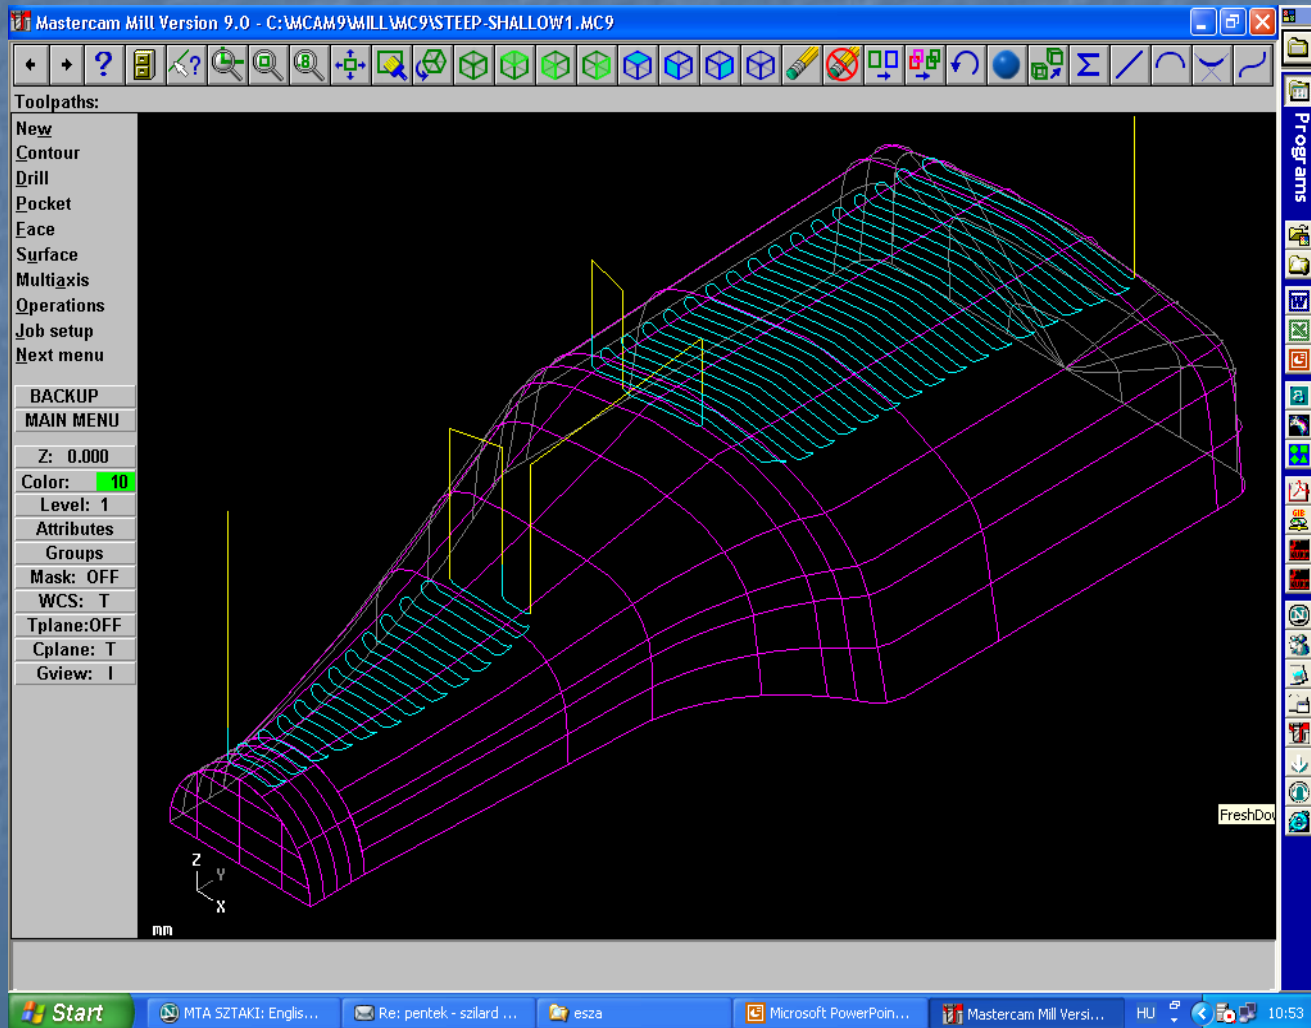 Mastercam Mill Version 9.0 - C:\MCAM9\MILL\MC9\STEEP-SHALLOW1.MC9
Toolpaths:
New
Contour
Drill
Pocket
Face
Surface
Multiaxis
Operations
Job setup
Next menu
BACKUP
MAIN MENU
Z: 0.000
Color: 10
Level: 1
Attributes
Groups
Mask: OFF
WCS: T
Tplane:OFF
Cplane: T
Gview: I
Z
Y
X
mm
Programs
FreshDow
Start
MTA SZTAKI: Englis...
Re: pentek - szilard ...
esza
Microsoft PowerPoin...
Mastercam Mill Versi...
HU
10:53